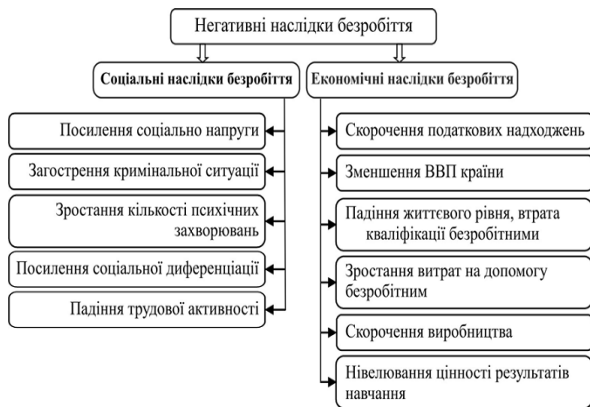 Негативні наслідки безробіття
Соціальні наслідки безробіття
Економічні наслідки безробіття
Посилення соціально напруги
Загострення кримінальної ситуації
Зростання кількості психічних
захворювань
Посилення соціальної диференціації
Падіння трудової активності
Скорочення податкових надходжень
Зменшення ВВП країни
Падіння життєвого рівня, втрата
кваліфікації безробітними
Зростання витрат на допомогу
безробітним
Скорочення виробництва
Нівелювання цінності результатів
навчання